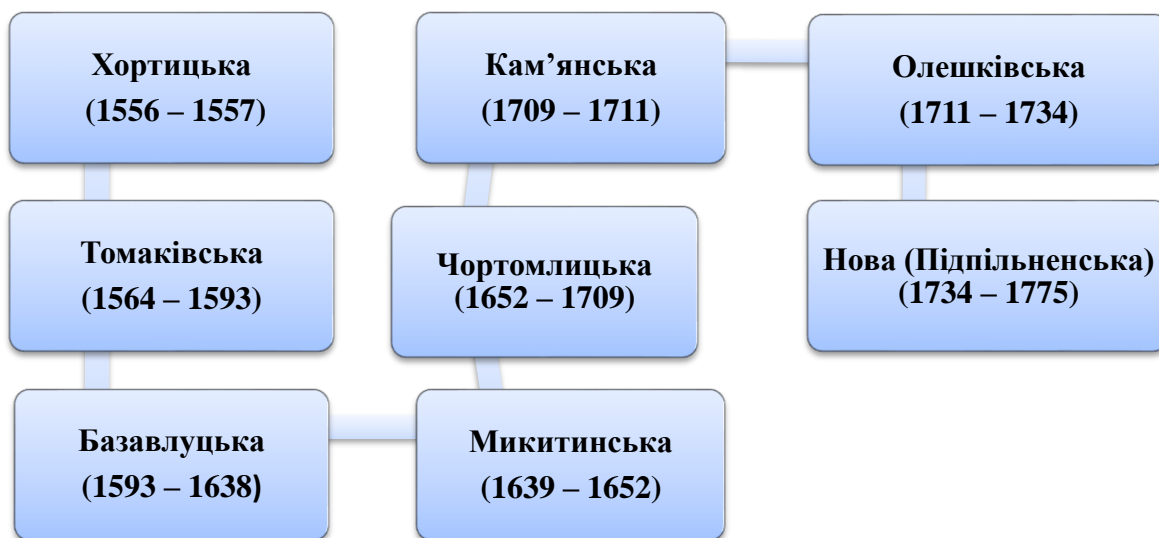 Хортицька
(1556 – 1557)
Томаківська
(1564 – 1593)
Базавлуцька
(1593 – 1638)
Микитинська
(1639 – 1652)
Чортомлицька
(1652 – 1709)
Кам’янська
(1709 – 1711)
Олешківська
(1711 – 1734)
Нова (Підпільненська)
(1734 – 1775)